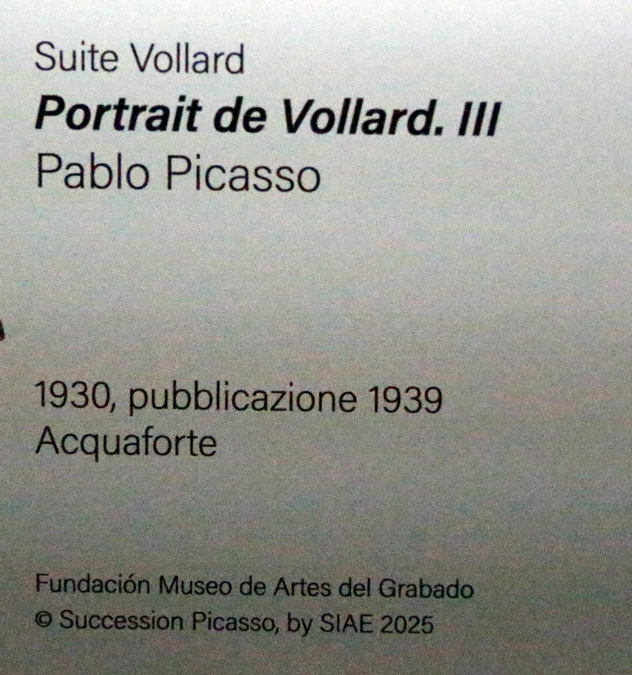 Suite Vollard
Portrait de Vollard. III
Pablo Picasso
1930, pubblicazione 1939
Acquaforte
Fundación Museo de Artes del Grabado
© Succession Picasso, by SIAE 2025